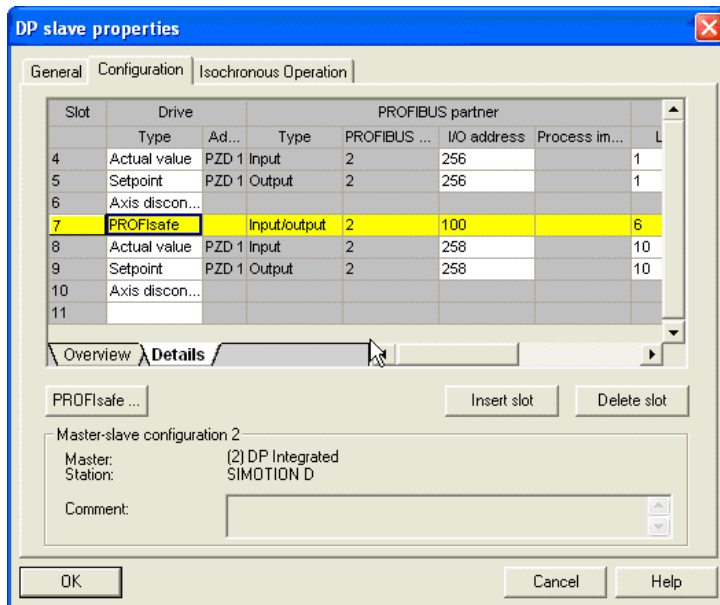 DP slave properties
General Configuration Isochronous Operation
Slot Drive PROFIBUS partner
Type Ad... Type PROFIBUS ... I/O address Process im... L
4 Actual value PZD 1 Input 2 256 1
5 Setpoint PZD 1 Output 2 256 1
6 Axis discon...
7 PROFIsafe Input/output 2 100 6
8 Actual value PZD 1 Input 2 258 10
9 Setpoint PZD 1 Output 2 258 10
10 Axis discon...
11
Overview Details
PROFIsafe ... Insert slot Delete slot
Master-slave configuration 2
Master: (2) DP Integrated
Station: SIMOTION D
Comment:
OK Cancel Help